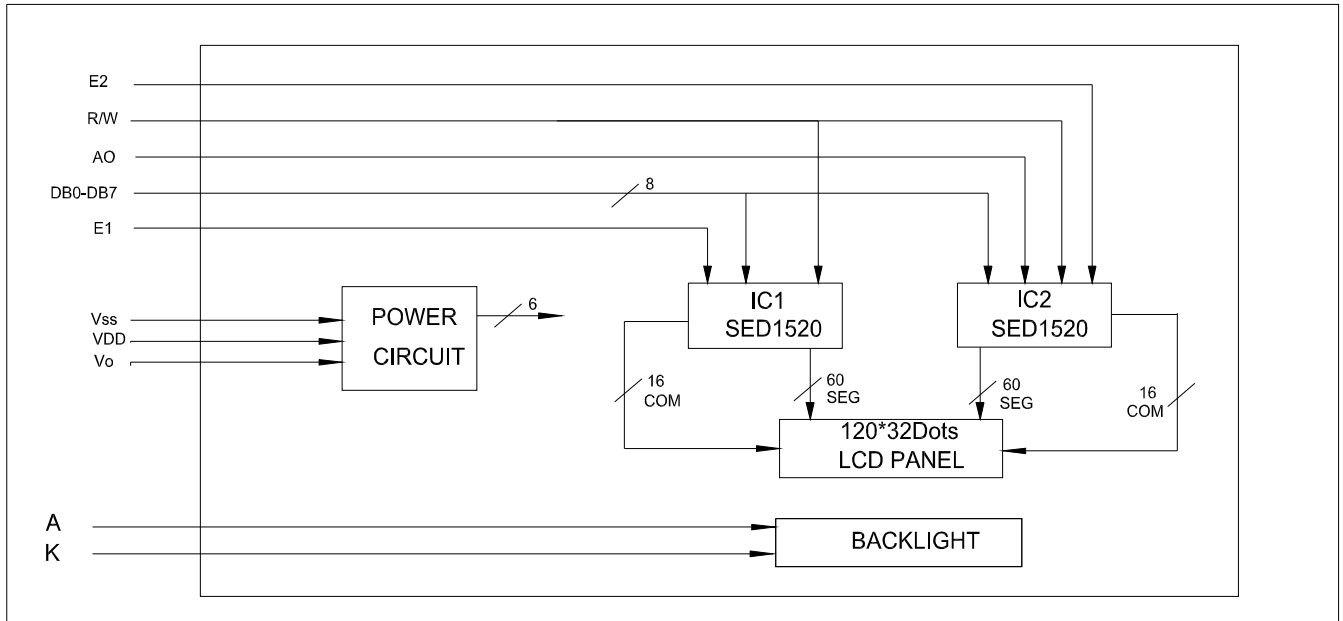 E2
R/W
AO
DB0-DB7
8
E1
IC1
SED1520
IC2
SED1520
POWER
CIRCUIT
6
Vss
VDD
Vo
16
COM
60
SEG
60
SEG
16
COM
120*32Dots
LCD PANEL
A
K
BACKLIGHT